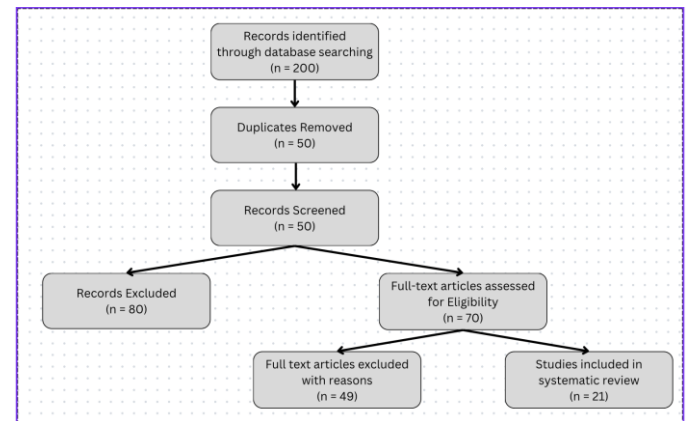 Records identified
through database searching
(n = 200)
Duplicates Removed
(n = 50)
Records Screened
(n = 50)
Records Excluded
(n = 80)
Full-text articles assessed
for Eligibility
(n = 70)
Full text articles excluded
with reasons
(n = 49)
Studies included in
systematic review
(n = 21)